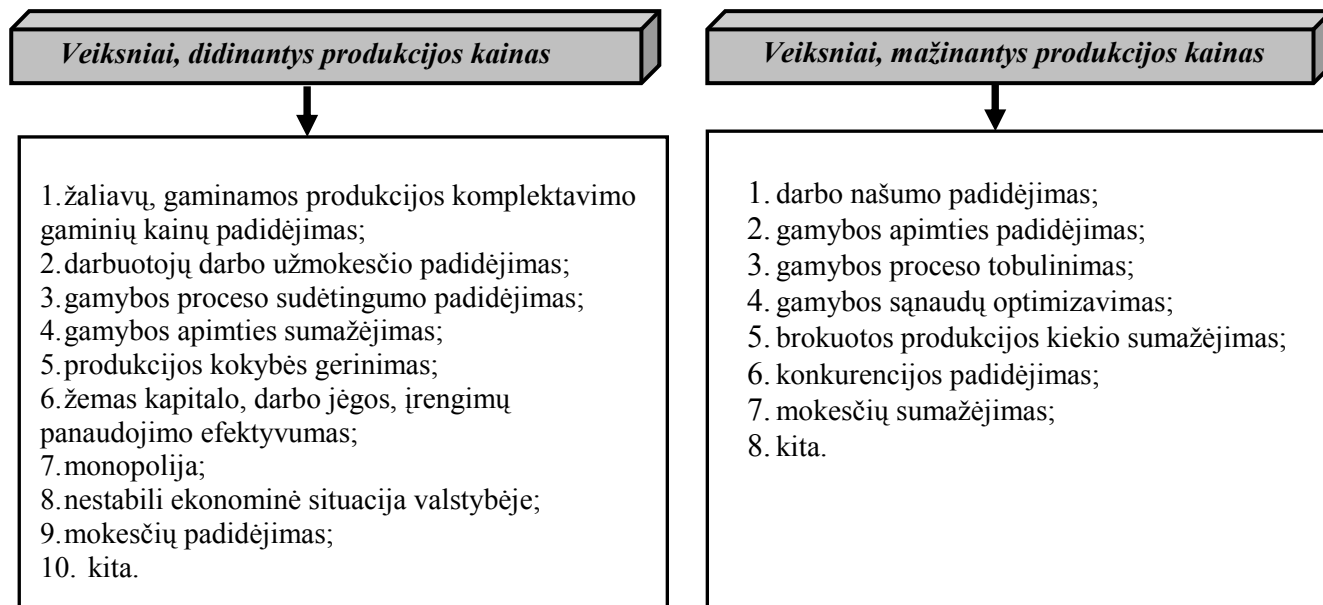 Veiksniai, didinantys produkcijos kainas
1. žaliavų, gaminamos produkcijos komplektavimo
gaminių kainų padidėjimas;
2. darbuotojų darbo užmokesčio padidėjimas;
3. gamybos proceso sudėtingumo padidėjimas;
4. gamybos apimties sumažėjimas;
5. produkcijos kokybės gerinimas;
6. žemas kapitalo, darbo jėgos, įrengimų
panaudojimo efektyvumas;
7. monopolija;
8. nestabili ekonominė situacija valstybėje;
9. mokesčių padidėjimas;
10. kita.
Veiksniai, mažinantys produkcijos kainas
1. darbo našumo padidėjimas;
2. gamybos apimties padidėjimas;
3. gamybos proceso tobulinimas;
4. gamybos sąnaudų optimizavimas;
5. brokuotos produkcijos kiekio sumažėjimas;
6. konkurencijos padidėjimas;
7. mokesčių sumažėjimas;
8. kita.